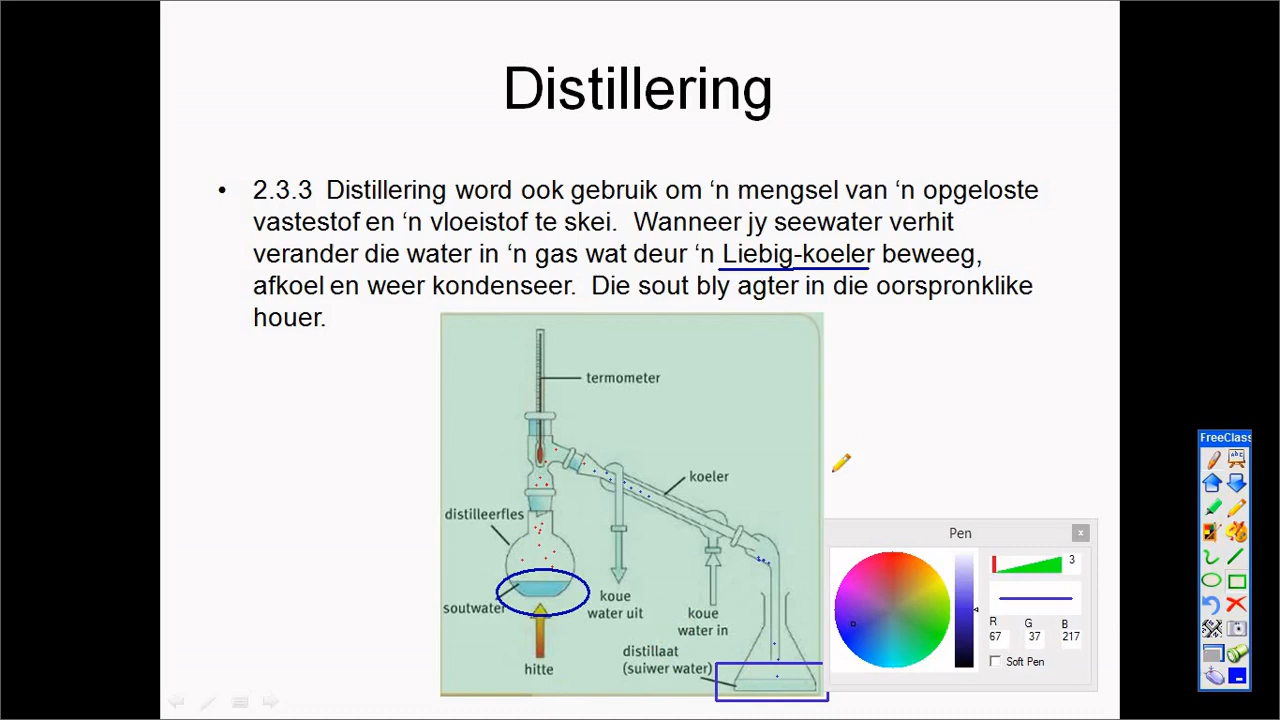 Distillering
• 2.3.3  Distillering word ook gebruik om ‘n mengsel van ‘n opgeloste
vastestof en ‘n vloeistof te skei.  Wanneer jy seewater verhit
verander die water in ‘n gas wat deur ‘n Liebig-koeler beweeg,
afkoel en weer kondenseer.  Die sout bly agter in die oorspronklike
houer.
termometer
koeler
distilleerfles
soutwater
koue
water uit
koue
water in
distillaat
(suiwer water)
hitte
FreeClass
abc
Pen
3
R G B
67 37 217
Soft Pen